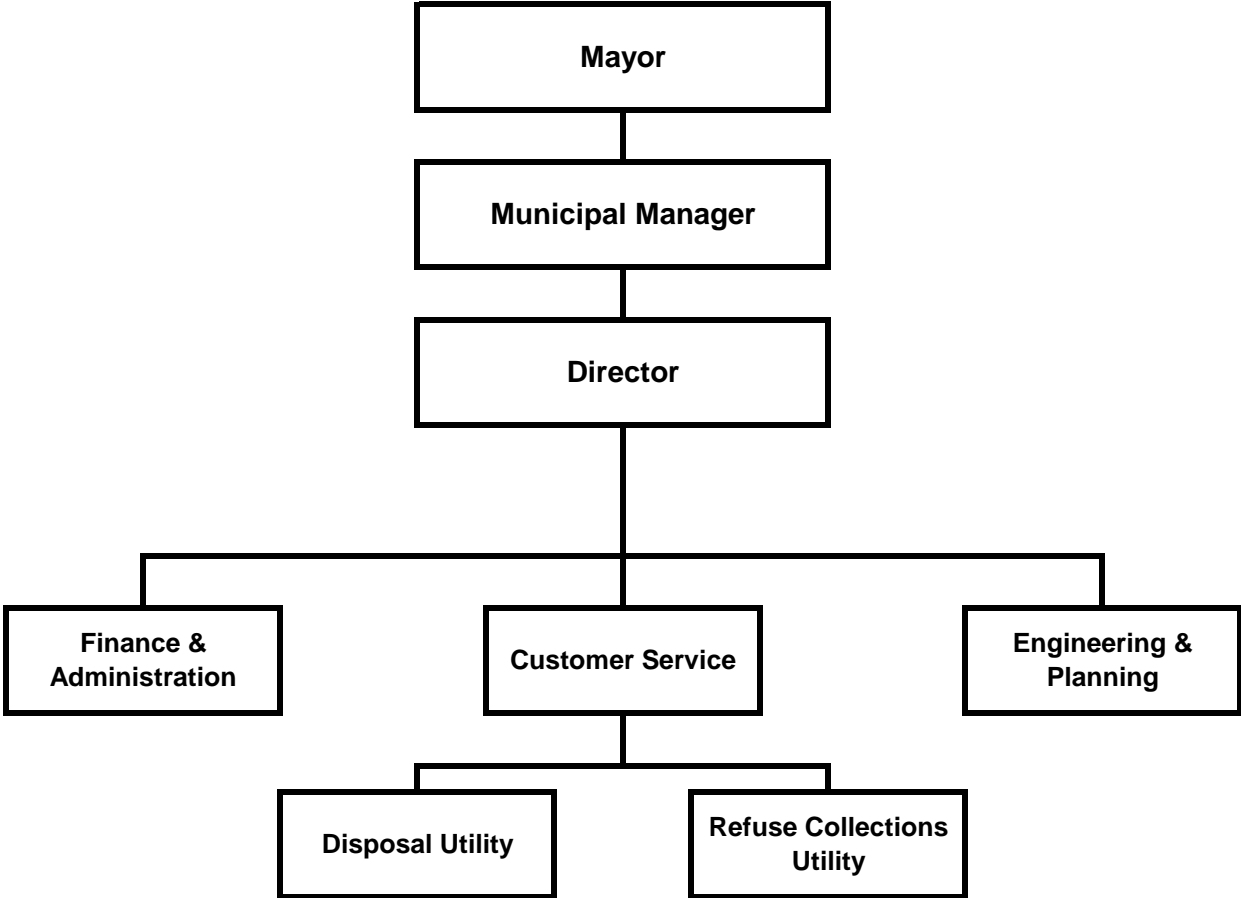 Mayor
Municipal Manager
Director
Finance &
Administration
Customer Service
Engineering &
Planning
Disposal Utility
Refuse Collections
Utility